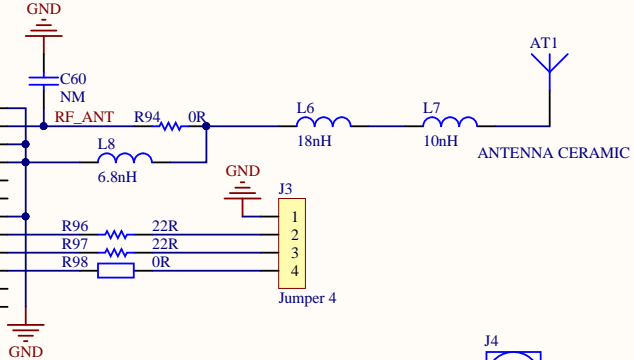 GND
AT1
C60
NM
RF_ANT
R94
0R
L6
L7
L8
18nH
10nH
ANTENNA CERAMIC
6.8nH
GND
J3
R96
22R
1
R97
22R
2
R98
0R
3
4
Jumper 4
GND
J4